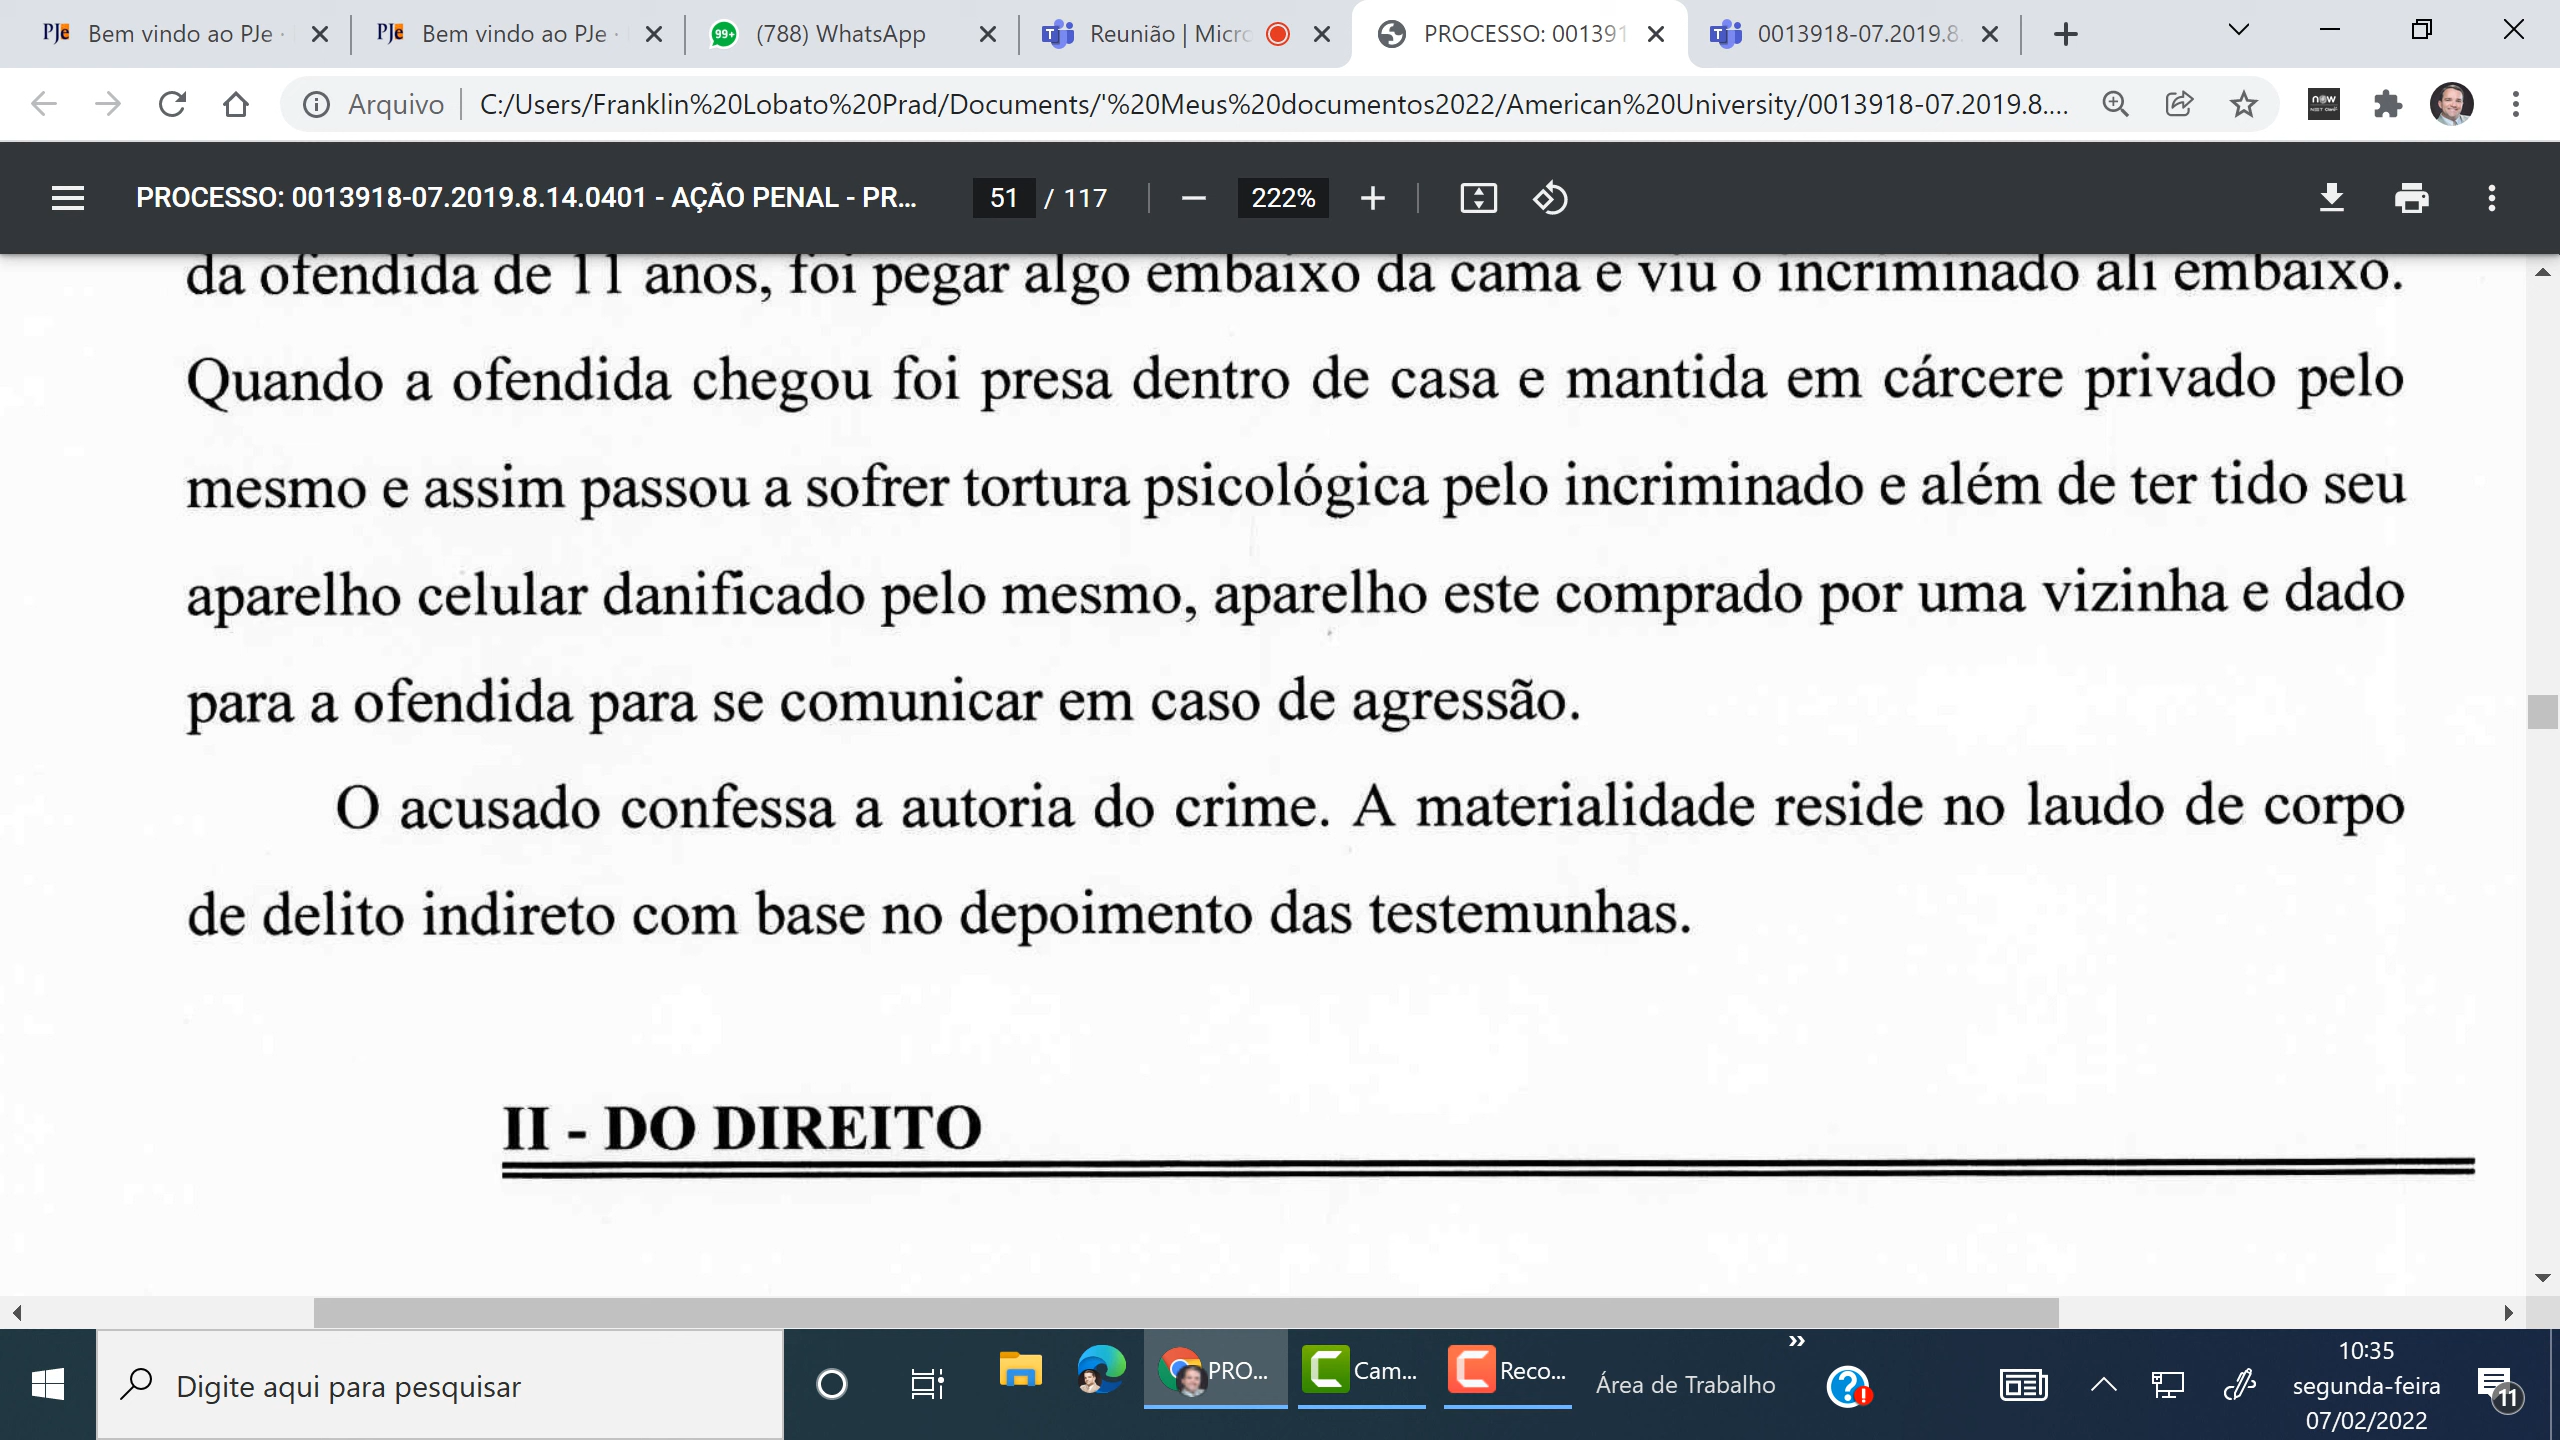 Bem vindo ao PJe ·
Bem vindo ao PJe ·
(788) WhatsApp
Reunião | Micro
PROCESSO: 001391
0013918-07.2019.8.
Arquivo
C:/Users/Franklin%20Lobato%20Prad/Documents/'%20Meus%20documentos2022/American%20University/0013918-07.2019.8....
PROCESSO: 0013918-07.2019.8.14.0401 - AÇÃO PENAL - PR...
51 / 117
222%
da ofendida de 11 anos, foi pegar algo embaixo da cama e viu o incriminado ali embaixo.
Quando a ofendida chegou foi presa dentro de casa e mantida em cárcere privado pelo
mesmo e assim passou a sofrer tortura psicológica pelo incriminado e além de ter tido seu
aparelho celular danificado pelo mesmo, aparelho este comprado por uma vizinha e dado
para a ofendida para se comunicar em caso de agressão.
O acusado confessa a autoria do crime. A materialidade reside no laudo de corpo
de delito indireto com base no depoimento das testemunhas.
II - DO DIREITO
Digite aqui para pesquisar
PRO...
Cam...
Reco...
Área de Trabalho
10:35
segunda-feira
07/02/2022
11